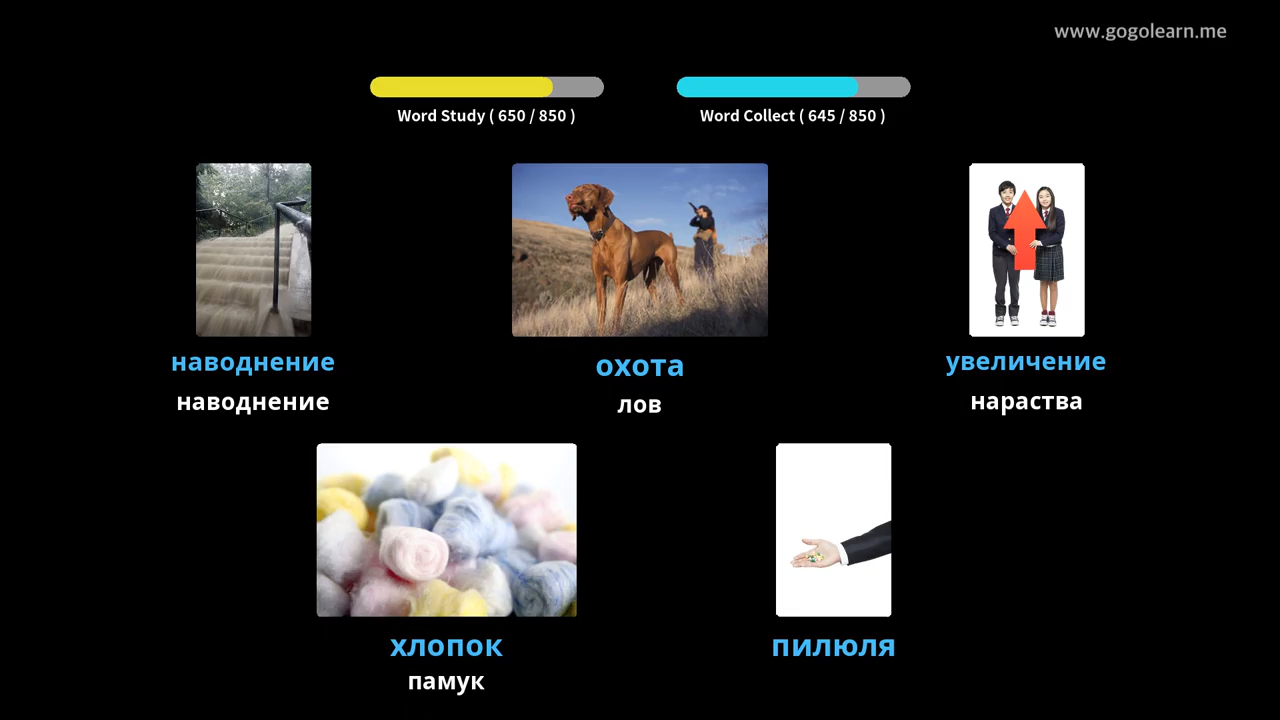 www.gogolearn.me
Word Study ( 650 / 850 )
Word Collect ( 645 / 850 )
наводнение
наводнение
охота
лов
увеличение
нараства
хлопок
памук
пилюля